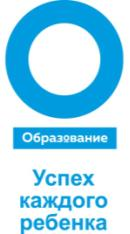 Образование
Успех
каждого
ребенка